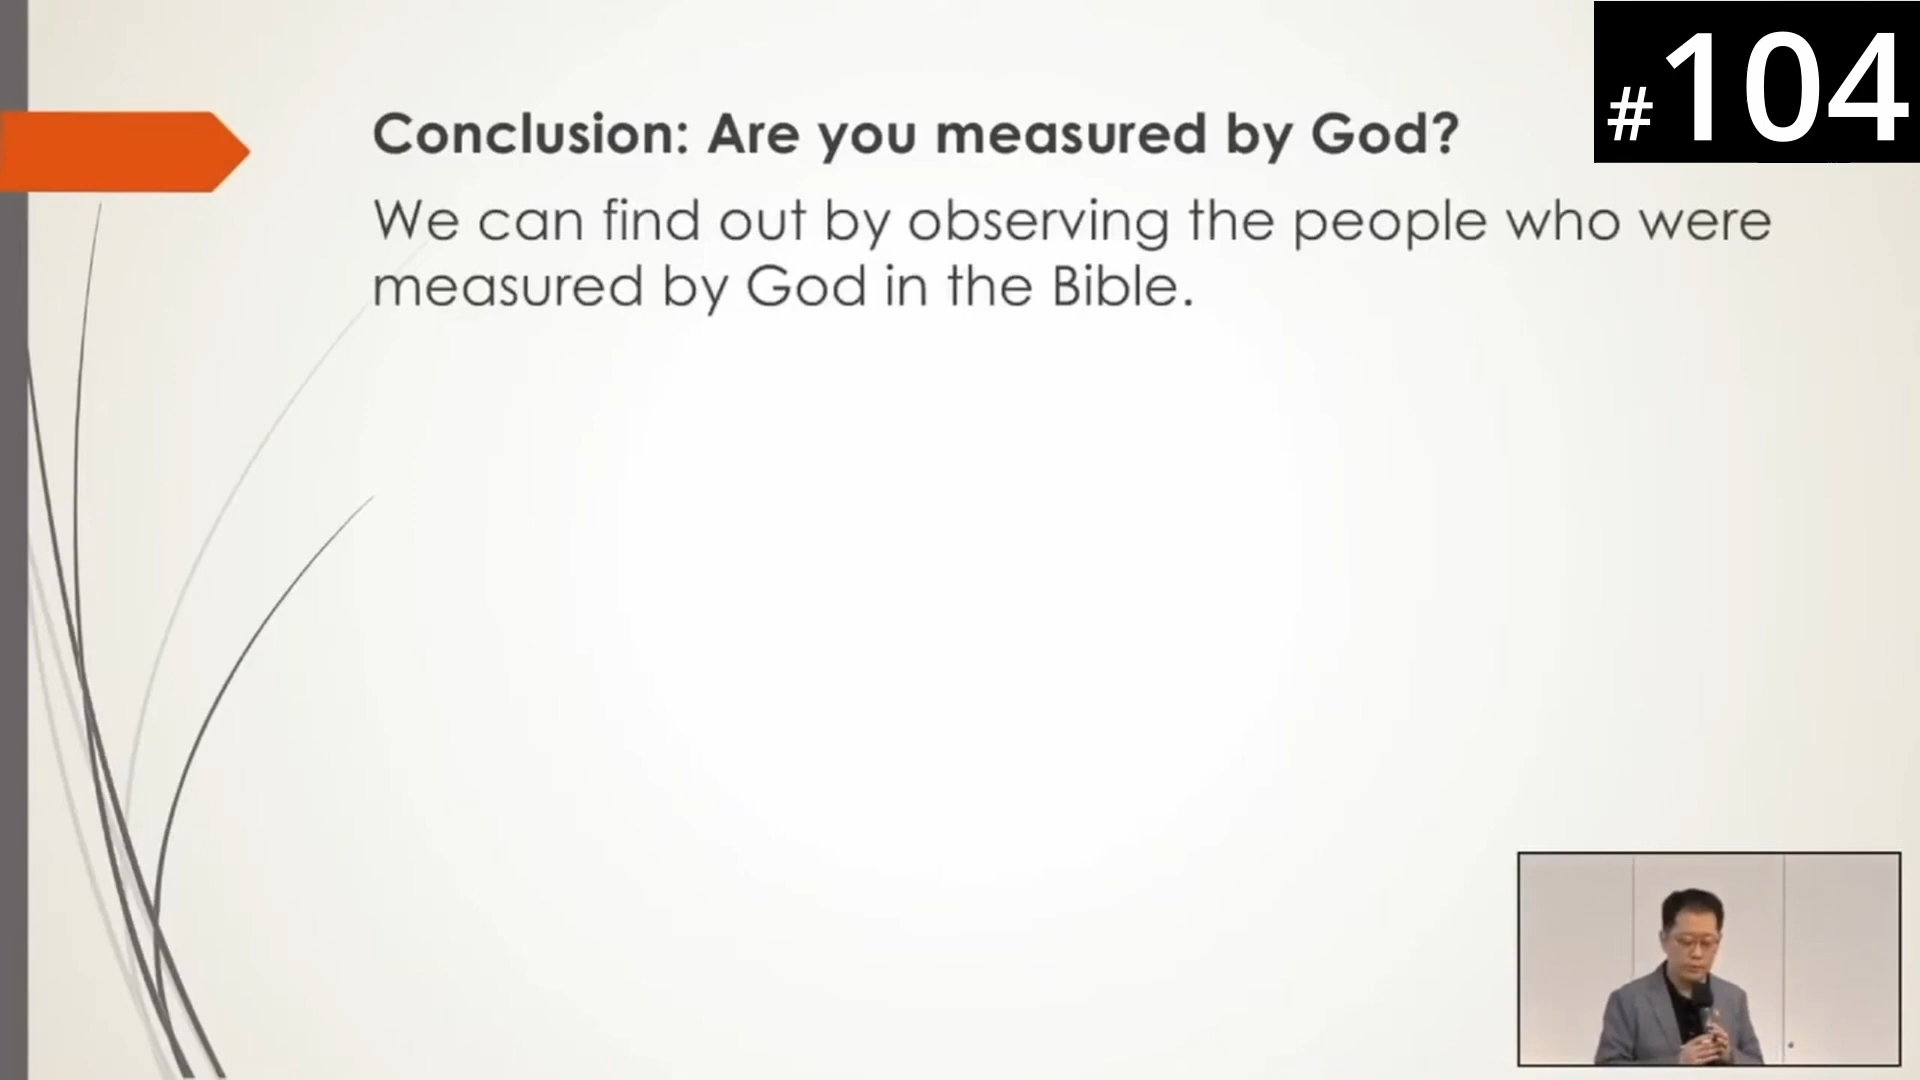 #104
Conclusion: Are you measured by God?
We can find out by observing the people who were
measured by God in the Bible.